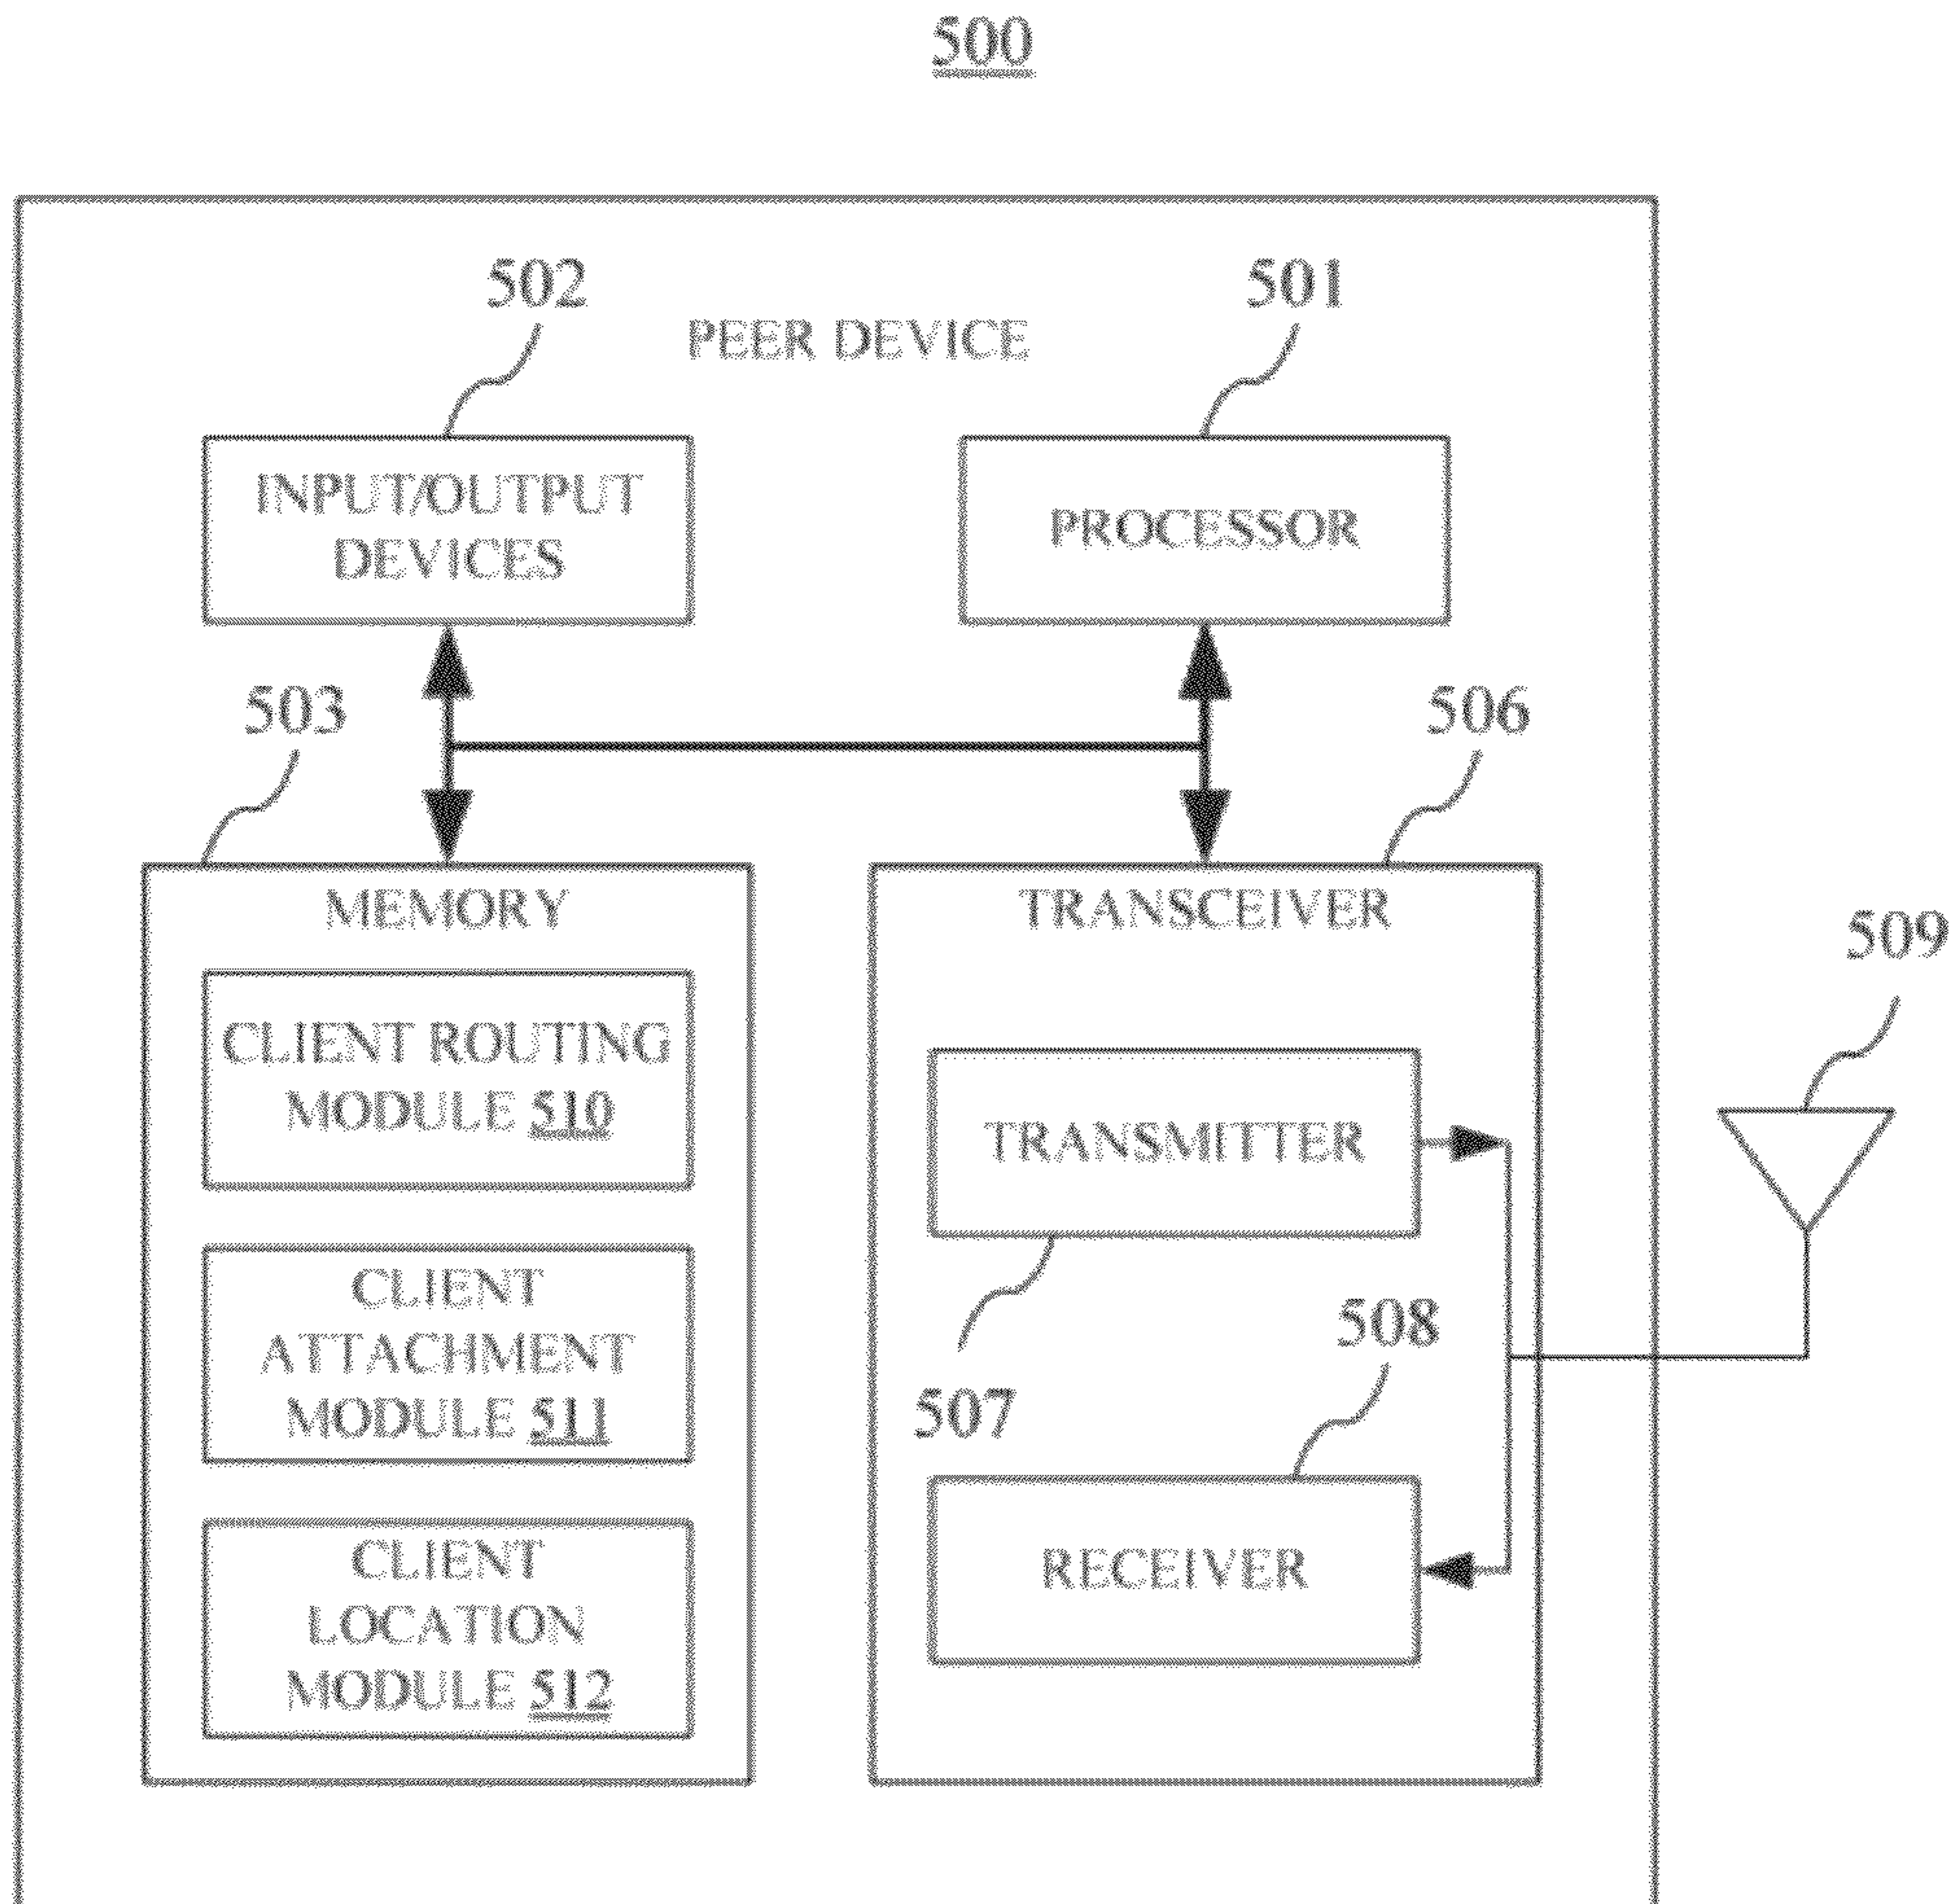 500
502
501
PEER DEVICE
INPUT/OUTPUT
DEVICES
PROCESSOR
503
506
MEMORY
TRANSCEIVER
509
CLIENT ROUTING
MODULE 510
TRANSMITTER
CLIENT
ATTACHMENT
MODULE 511
508
507
CLIENT
LOCATION
MODULE 512
RECEIVER